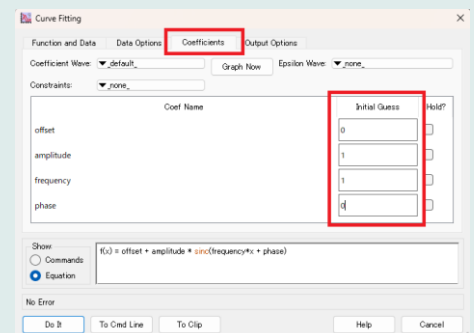 Curve Fitting
Function and Data Data Options Coefficients Output Options
Coefficient Wave: _default_ Graph Now Epsilon Wave: _none_
Constraints: _none_
Coef Name Initial Guess Hold?
offset 0
amplitude 1
frequency 1
phase 0
Show
Commands
Equation
f(x) = offset + amplitude * sinc(frequency*x + phase)
No Error
Do It To Cmd Line To Clip Help Cancel